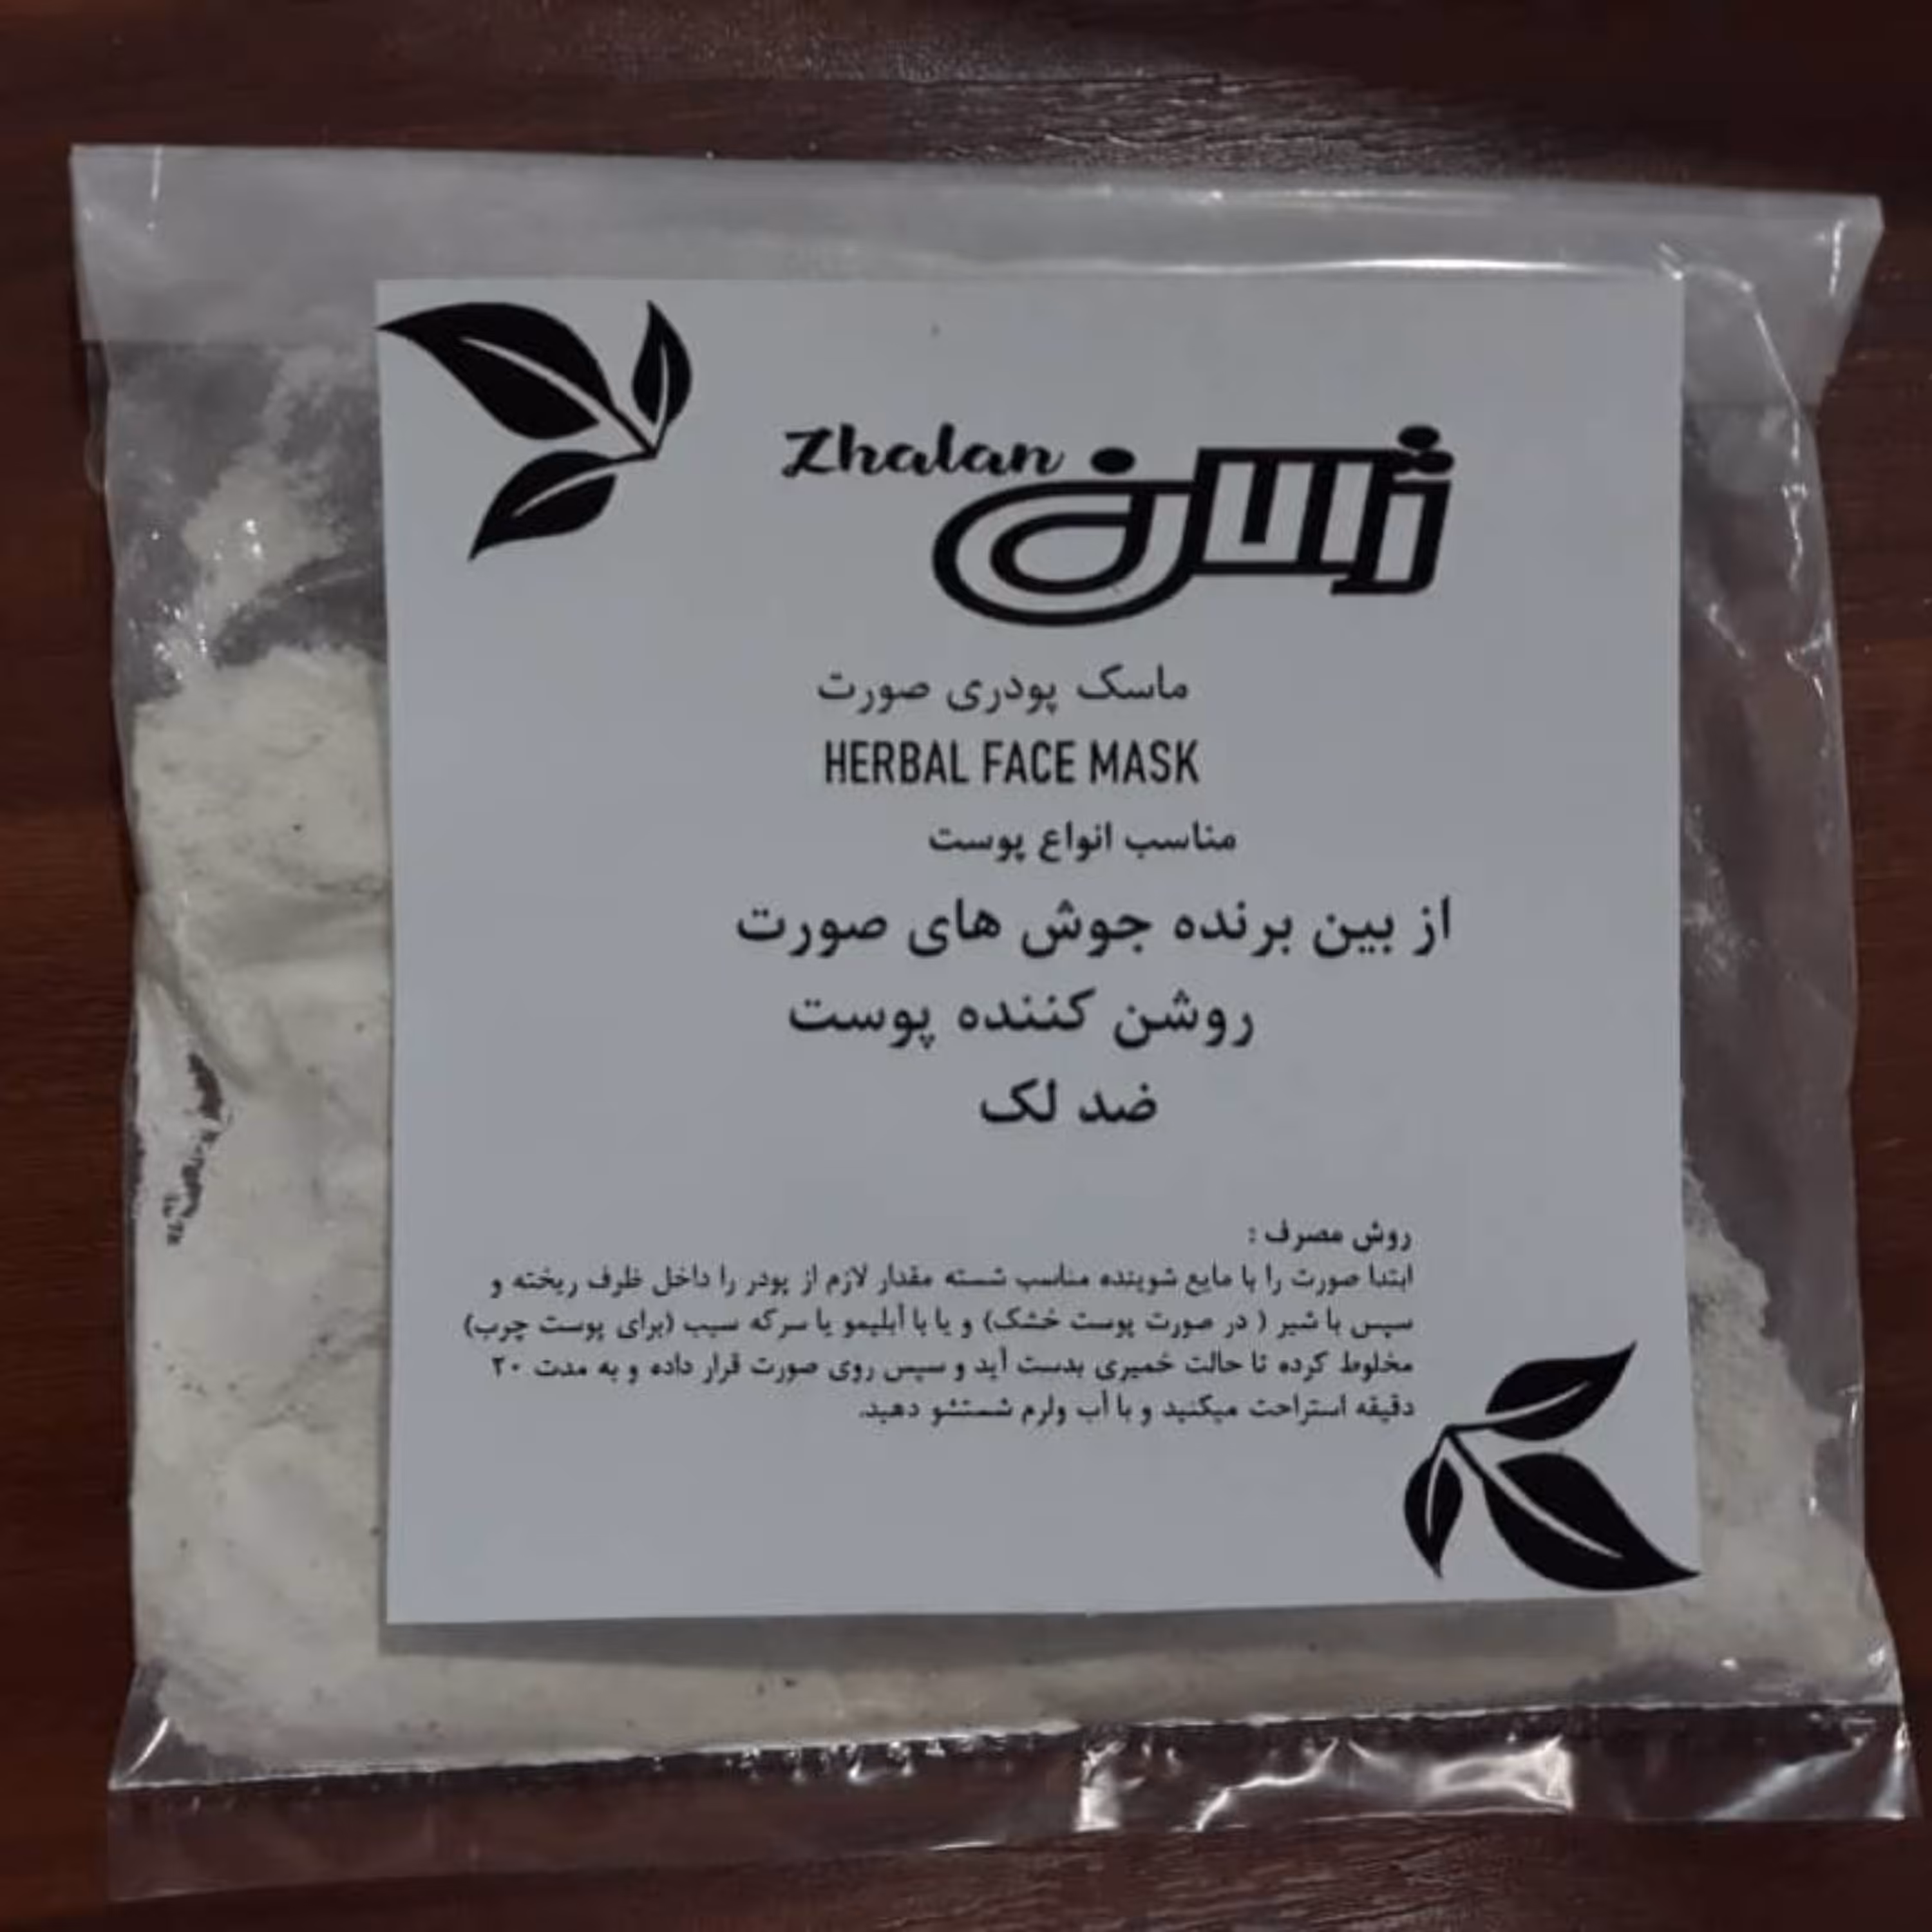 Zhalan ژالان
ماسک پودری صورت
HERBAL FACE MASK
مناسب انواع پوست
از بین برنده جوش های صورت
روشن کننده پوست
ضد لک
روش مصرف :
ابتدا صورت را با مایع شوینده مناسب شسته مقدار لازم از پودر را داخل ظرف ریخته و
سپس با شیر ( در صورت پوست خشک) و یا با آبلیمو یا سرکه سیب (برای پوست چرب)
مخلوط کرده تا حالت خمیری بدست آید و سپس روی صورت قرار داده و به مدت ۲۰
دقیقه استراحت میکنید و با آب ولرم شستشو دهید.